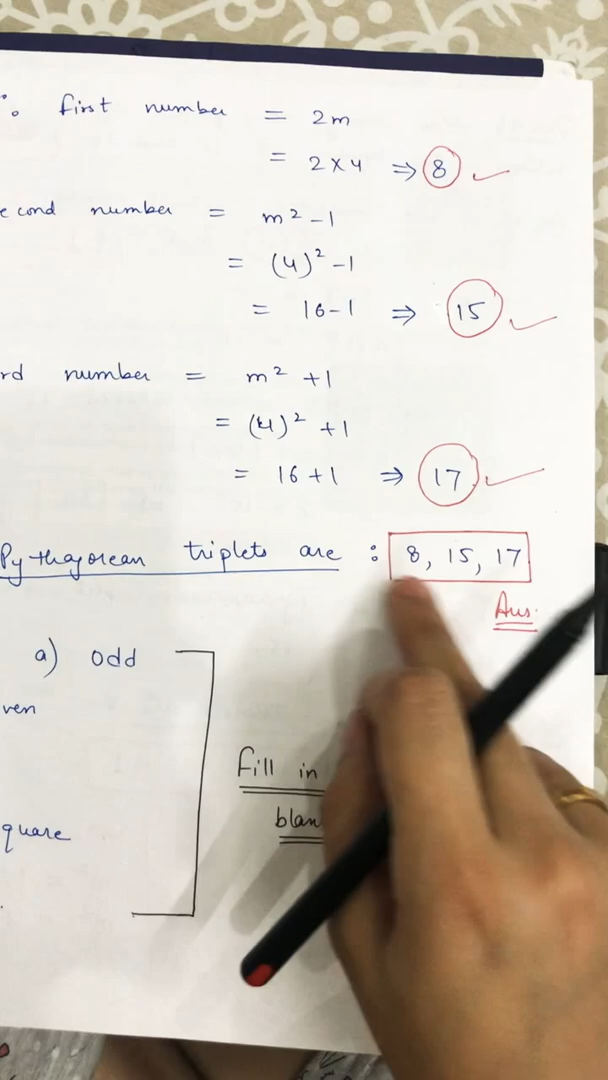 ∴ first number = 2m
= 2 × 4 ⇒ 8 ✓
econd number = m² - 1
= (4)² - 1
= 16 - 1 ⇒ 15 ✓
rd number = m² + 1
= (4)² + 1
= 16 + 1 ⇒ 17 ✓
Pythagorean triplets are : 8, 15, 17
Ans.
a) odd
ven
fill in
blan
quare